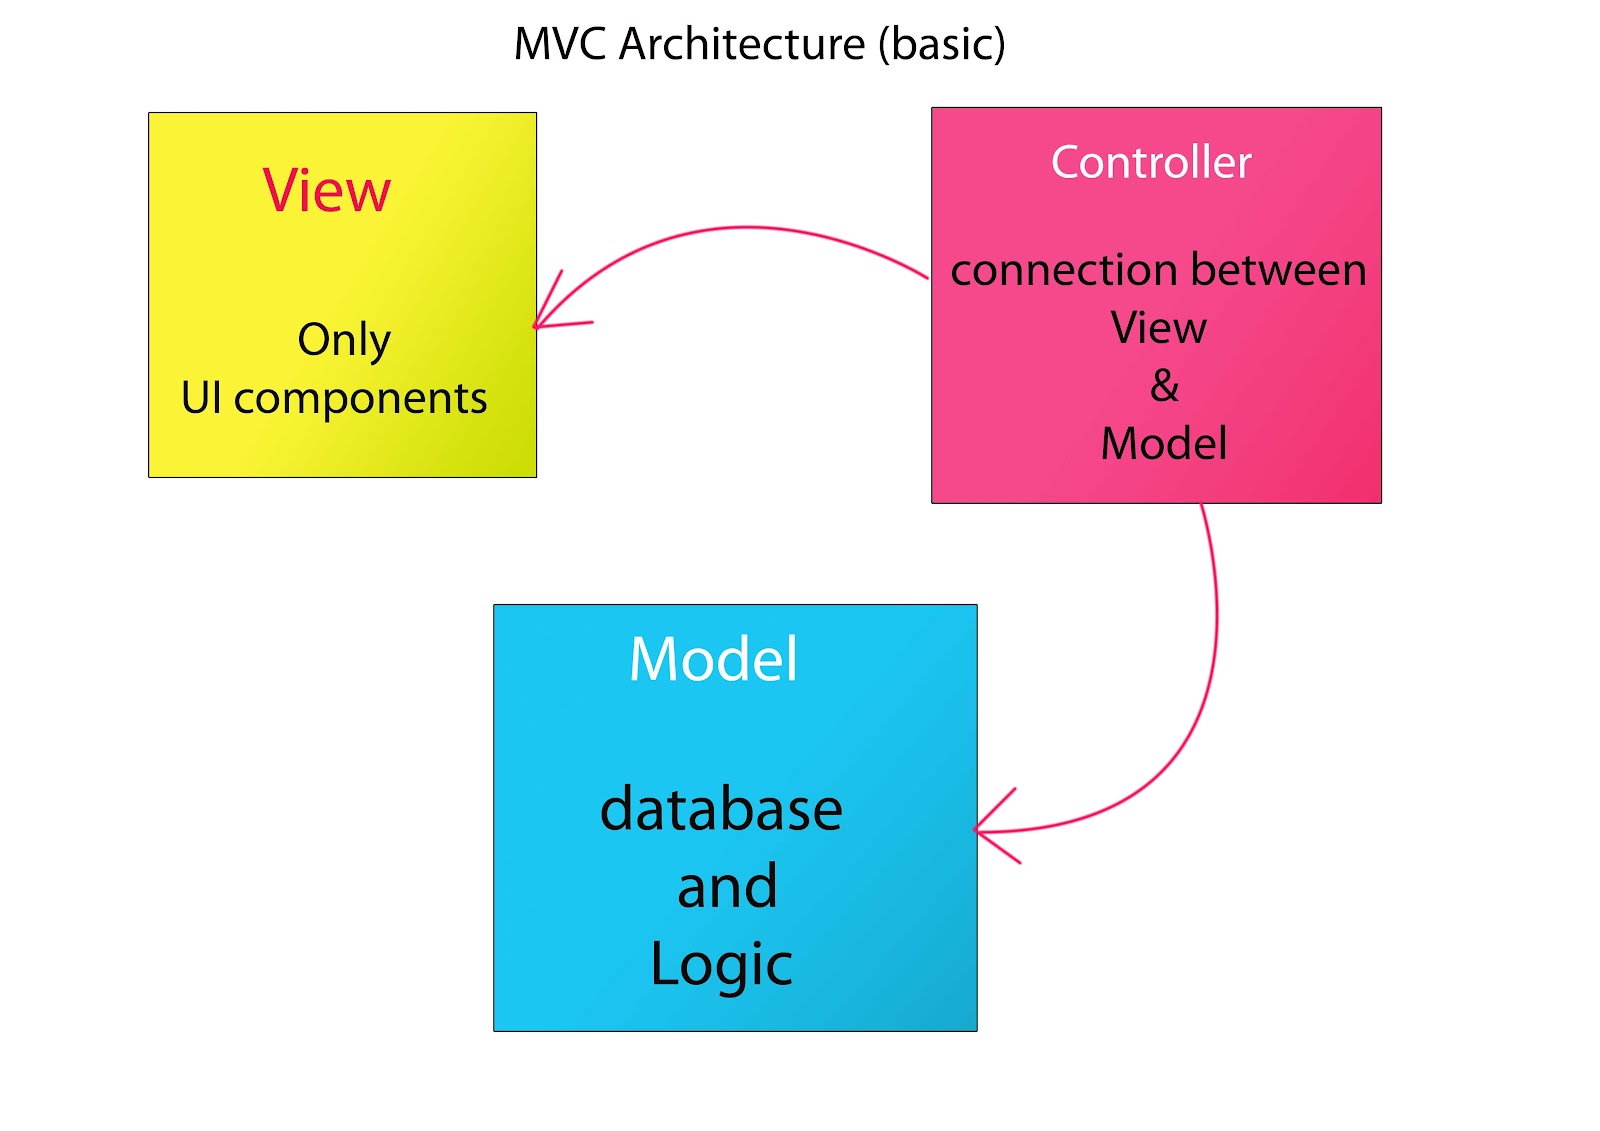 MVC Architecture (basic)
View
Only
UI components
Controller
connection between
View
&
Model
Model
database
and
Logic